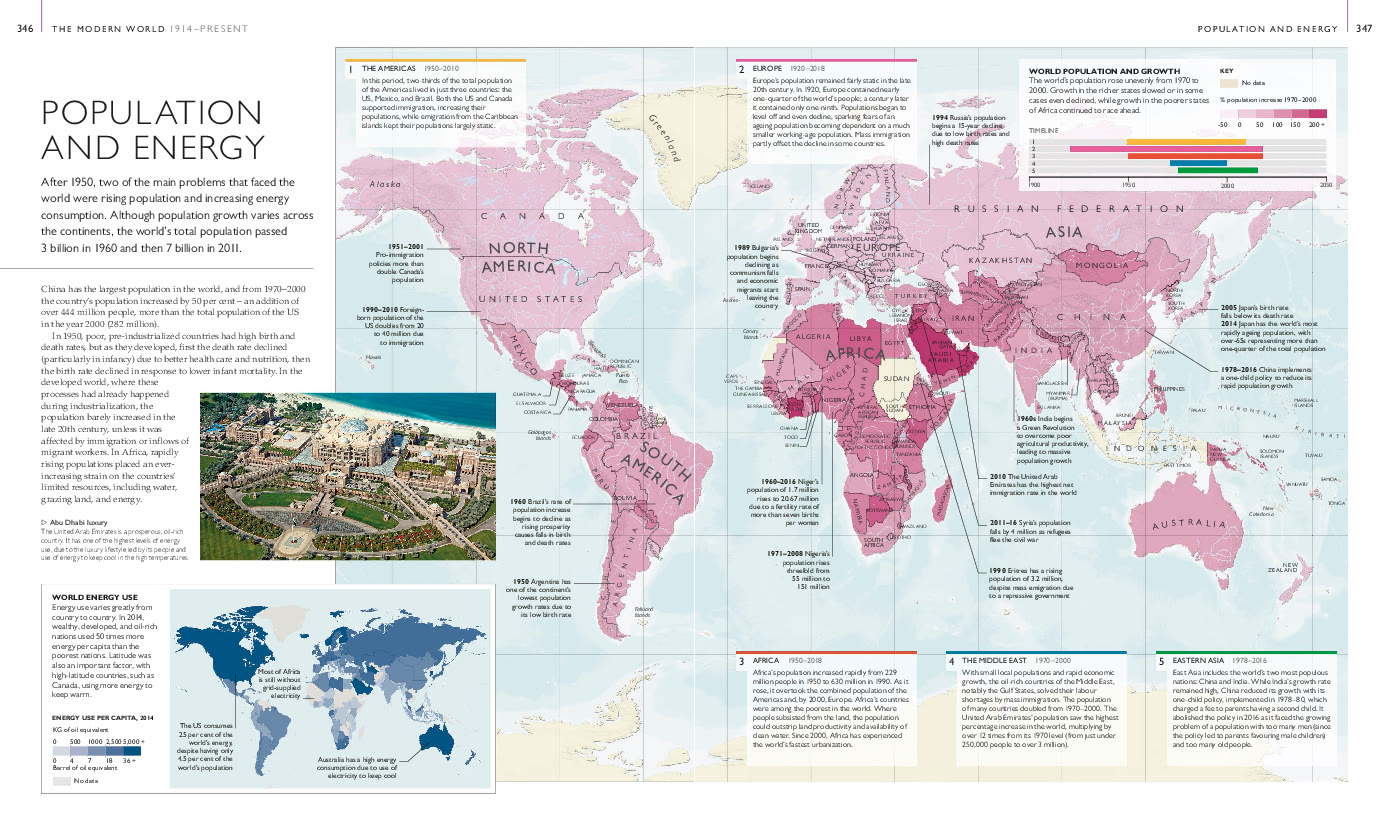 346
THE MODERN WORLD 1914–PRESENT
POPULATION AND ENERGY
347
POPULATION
AND ENERGY
After 1950, two of the main problems that faced the
world were rising population and increasing energy
consumption. Although population growth varies across
the continents, the world's total population passed
3 billion in 1960 and then 7 billion in 2011.
China has the largest population in the world, and from 1970–2000
the country's population increased by 50 per cent – an addition of
over 444 million people, more than the total population of the US
in the year 2000 (282 million).
In 1950, poor, pre-industrialized countries had high birth and
death rates, but as they developed, first the death rate declined
(particularly in infancy) due to better health care and nutrition, then
the birth rate declined in response to lower infant mortality. In the
developed world, where these
processes had already happened
during industrialization, the
population barely increased in the
late 20th century, unless it was
affected by immigration or inflows of
migrant workers. In Africa, rapidly
rising populations placed an ever-
increasing strain on the countries'
limited resources, including water,
grazing land, and energy.
▷ Abu Dhabi luxury
The United Arab Emirates is a prosperous, oil-rich
country. It has one of the highest levels of energy
use, due to the luxury lifestyle led by its people and
use of energy to keep cool in the high temperatures.
WORLD ENERGY USE
Energy use varies greatly from
country to country. In 2014,
wealthy, developed, and oil-rich
nations used 50 times more
energy per capita than the
poorest nations. Latitude was
also an important factor, with
high-latitude countries, such as
Canada, using more energy to
keep warm.
ENERGY USE PER CAPITA, 2014
KG of oil equivalent
0 500 1000 2,500 5,000 +
0 4 7 18 36 +
Barrel of oil equivalent
No data
Most of Africa
is still without
grid-supplied
electricity
The US consumes
25 per cent of the
world's energy,
despite having only
4.5 per cent of the
world's population
Australia has a high energy
consumption due to use of
electricity to keep cool
1 THE AMERICAS 1950–2010
In this period, two-thirds of the total population
of the Americas lived in just three countries: the
US, Mexico, and Brazil. Both the US and Canada
supported immigration, increasing their
populations, while emigration from the Caribbean
islands kept their populations largely static.
2 EUROPE 1920–2018
Europe's population remained fairly static in the late
20th century. In 1920, Europe contained nearly
one-quarter of the world's people; a century later
it contained only one-ninth. Populations began to
level off and even decline, sparking fears of an
ageing population becoming dependent on a much
smaller working-age population. Mass immigration
partly offset the decline in some countries.
WORLD POPULATION AND GROWTH
The world's population rose unevenly from 1970 to
2000. Growth in the richer states slowed or in some
cases even declined, while growth in the poorer states
of Africa continued to race ahead.
KEY
No data
% population increase 1970–2000
-50 0 50 100 150 200 +
TIMELINE
1
2
3
4
5
1900 1950 2000 2050
1994 Russia's population
begins a 15-year decline
due to low birth rates and
high death rates
1951–2001
Pro-immigration
policies more than
double Canada's
population
1990–2010 Foreign-
born population of the
US doubles from 20
to 40 million due
to immigration
1989 Bulgaria's
population begins
declining as
communism falls
and economic
migrants start
leaving the
country
2005 Japan's birth rate
falls below its death rate
2014 Japan has the world's most
rapidly ageing population, with
over-65s representing more than
one-quarter of the total population
1978–2016 China implements
a one-child policy to reduce its
rapid population growth
1960s India begins
a Green Revolution
to overcome poor
agricultural productivity,
leading to massive
population growth
2010 The United Arab
Emirates has the highest net
immigration rate in the world
2011–16 Syria's population
falls by 4 million as refugees
flee the civil war
1990 Eritrea has a rising
population of 3.2 million,
despite mass emigration due
to a repressive government
1960–2016 Niger's
population of 1.7 million
rises to 20.67 million
due to a fertility rate of
more than seven births
per woman
1971–2008 Nigeria's
population rises
threefold from
55 million to
151 million
1960 Brazil's rate of
population increase
begins to decline as
rising prosperity
causes falls in birth
and death rates
1950 Argentina has
one of the continent's
lowest population
growth rates due to
its low birth rate
Greenland
Alaska
CANADA
NORTH
AMERICA
UNITED STATES
MEXICO
Hawaii
GUATEMALA
EL SALVADOR
COSTA RICA
PANAMA
JAMAICA
DOMINICAN
REPUBLIC
Puerto
Rico
VENEZUELA
COLOMBIA
ECUADOR
Galápagos
Islands
BRAZIL
SOUTH
AMERICA
PERU
BOLIVIA
ARGENTINA
Falkland
Islands
ICELAND
NORWAY
SWEDEN
FINLAND
UNITED
KINGDOM
IRELAND
FRANCE
SPAIN
GERMANY
POLAND
EUROPE
UKRAINE
TURKEY
Azores
Canary
Islands
CAPE
VERDE
RUSSIAN FEDERATION
ASIA
KAZAKHSTAN
MONGOLIA
CHINA
NORTH
KOREA
SOUTH
KOREA
TAIWAN
IRAN
SAUDI
ARABIA
INDIA
BANGLADESH
MYANMAR
(BURMA)
SRI LANKA
PHILIPPINES
BRUNEI
MALAYSIA
INDONESIA
EAST TIMOR
PAPUA
NEW
GUINEA
PALAU
MICRONESIA
MARSHALL
ISLANDS
NAURU
KIRIBATI
SOLOMON
ISLANDS
TUVALU
VANUATU
SAMOA
TONGA
New
Caledonia
AUSTRALIA
NEW
ZEALAND
ALGERIA
LIBYA
EGYPT
AFRICA
NIGER
CHAD
SUDAN
SOUTH
SUDAN
ETHIOPIA
NIGERIA
THE GAMBIA
GUINEA-BISSAU
SIERRA LEONE
GHANA
TOGO
BENIN
TANZANIA
ANGOLA
NAMIBIA
BOTSWANA
SWAZILAND
LESOTHO
SOUTH
AFRICA
MADAGASCAR
3 AFRICA 1950–2018
Africa's population increased rapidly from 229
million people in 1950 to 630 million in 1990. As it
rose, it overtook the combined population of the
Americas and, by 2000, Europe. Africa's countries
were among the poorest in the world. Where
people subsisted from the land, the population
could outstrip land productivity and availability of
clean water. Since 2000, Africa has experienced
the world's fastest urbanization.
4 THE MIDDLE EAST 1970–2000
With small local populations and rapid economic
growth, the oil-rich countries of the Middle East,
notably the Gulf States, solved their labour
shortages by mass immigration. The population
of many countries doubled from 1970–2000. The
United Arab Emirates' population saw the highest
percentage increase in the world, multiplying by
over 12 times from its 1970 level (from just under
250,000 people to over 3 million).
5 EASTERN ASIA 1978–2016
East Asia includes the world's two most populous
nations: China and India. While India's growth rate
remained high, China reduced its growth with its
one-child policy, implemented in 1978–80, which
charged a fee to parents having a second child. It
abolished the policy in 2016 as it faced the growing
problem of a population with too many men (since
the policy led to parents favouring male children)
and too many old people.